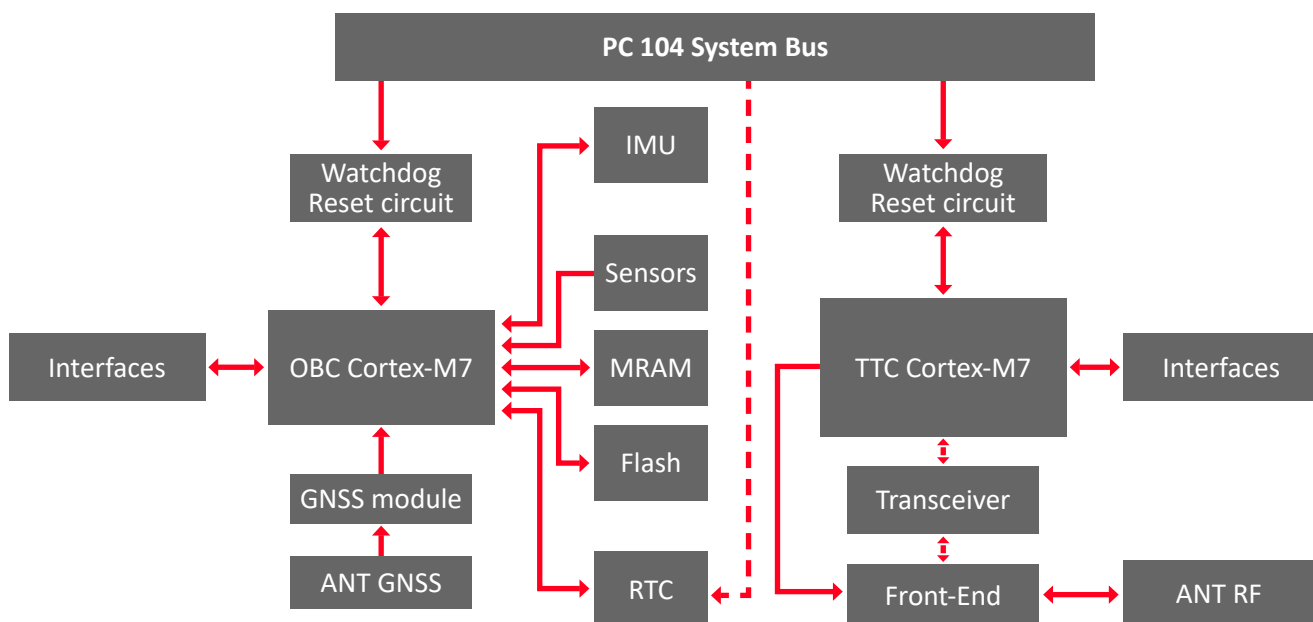 PC 104 System Bus
Watchdog
Reset circuit
IMU
Watchdog
Reset circuit
Sensors
Interfaces
OBC Cortex-M7
MRAM
TTC Cortex-M7
Interfaces
Flash
GNSS module
Transceiver
ANT GNSS
RTC
Front-End
ANT RF